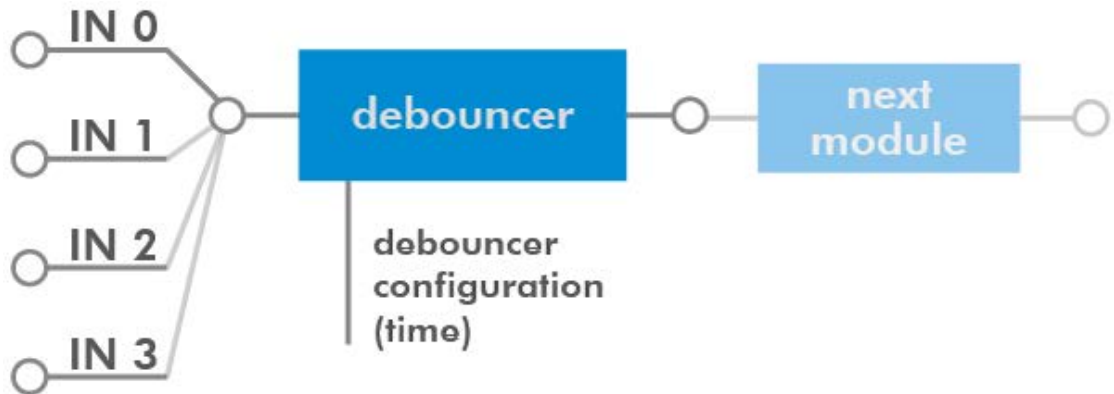 IN 0
IN 1
IN 2
IN 3
debouncer
debouncer
configuration
(time)
next
module